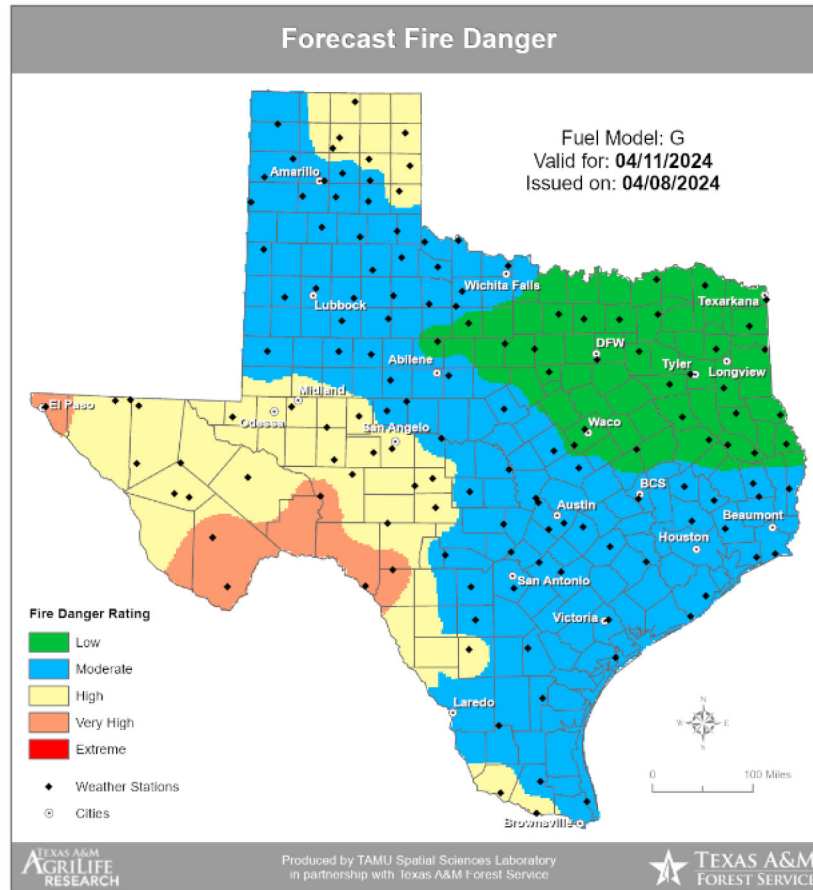 Forecast Fire Danger
Fuel Model: G
Valid for: 04/11/2024
Issued on: 04/08/2024
Amarillo
Wichita Falls
Lubbock
Texarkana
DFW
Abilene
Tyler
Longview
Midland
El Paso
Odessa
San Angelo
Waco
BCS
Austin
Beaumont
Houston
San Antonio
Victoria
Laredo
Brownsville
Fire Danger Rating
Low
Moderate
High
Very High
Extreme
Weather Stations
Cities
N
W
E
S
0 100 Miles
TEXAS A&M
AGRILIFE
RESEARCH
Produced by TAMU Spatial Sciences Laboratory
in partnership with Texas A&M Forest Service
TEXAS A&M
FOREST SERVICE